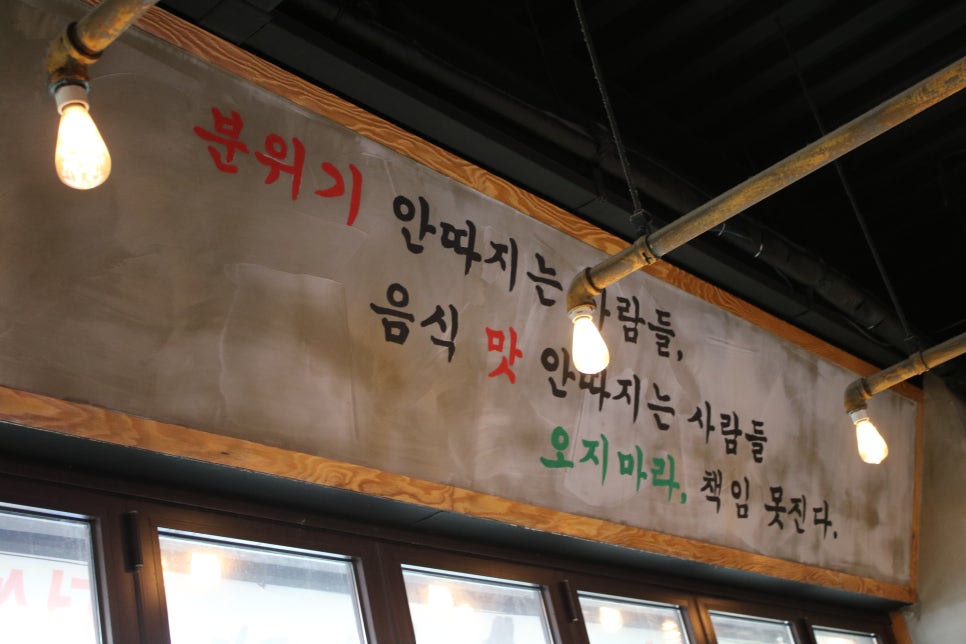 분위기 안따지는 사람들,
음식 맛 안따지는 사람들
오지마라, 책임 못진다.